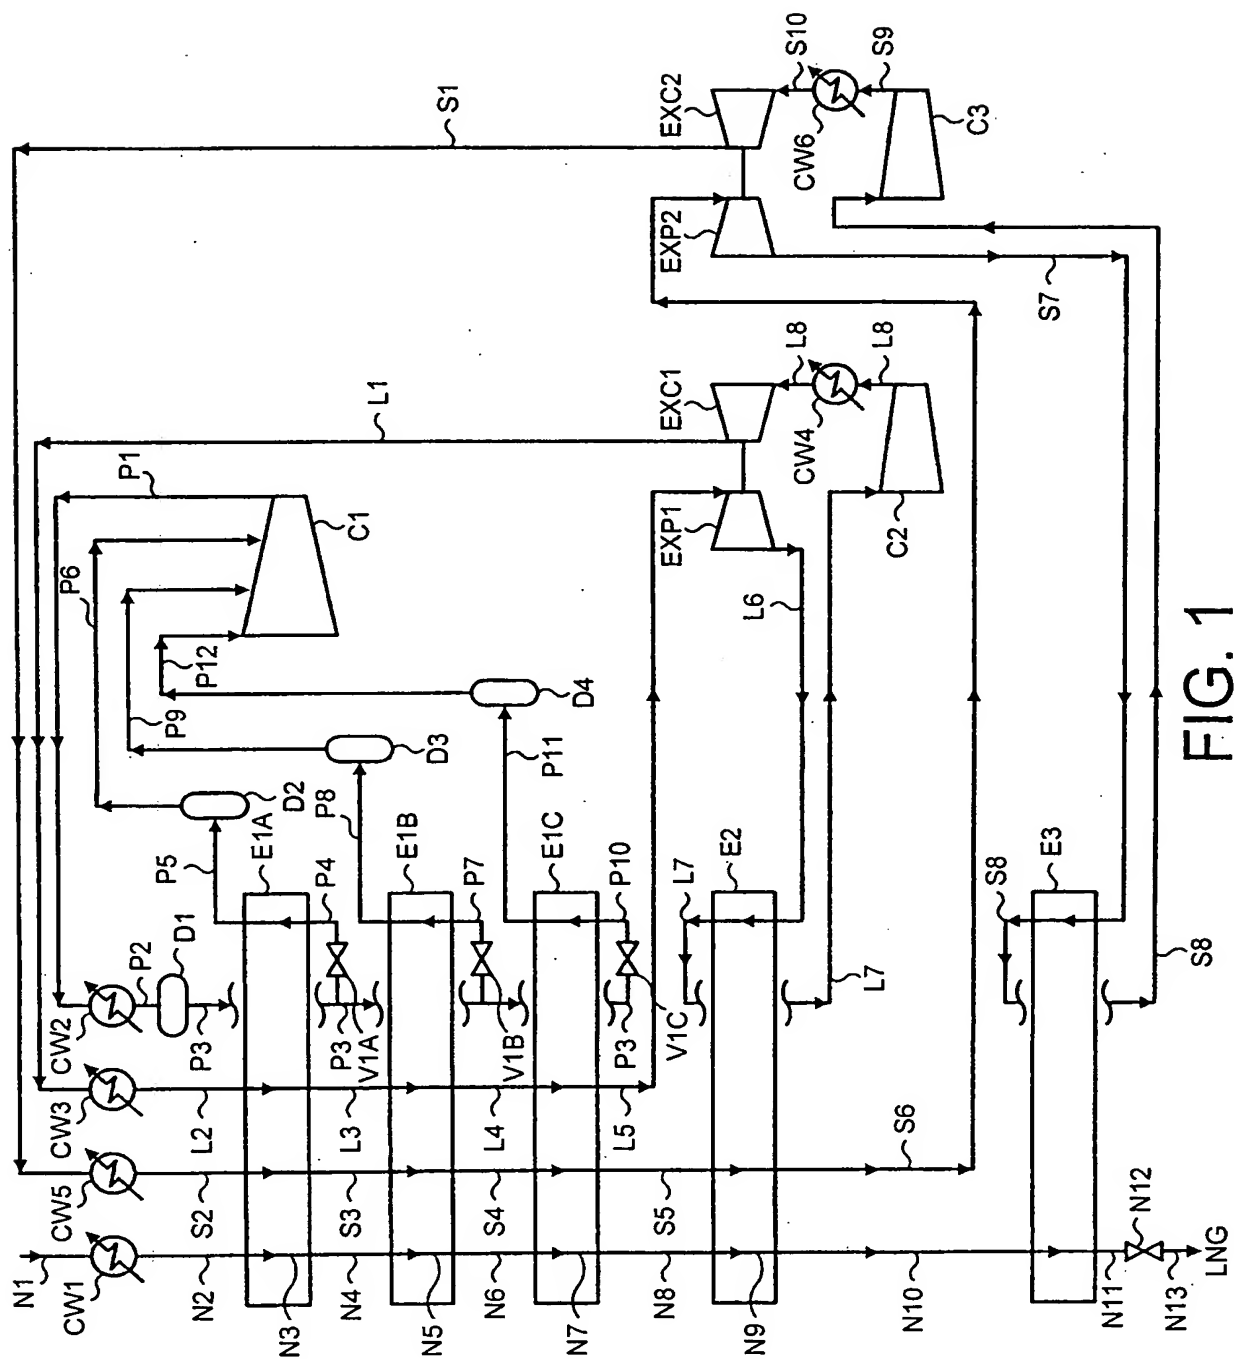 N1
CW1
N2
N3
N4
N5
N6
N7
N8
N9
N10
N11
N12
N13
LNG
CW5
S2
S3
S4
S5
S6
CW3
L2
L3
L4
L5
CW2
P2
D1
P3
P3
V1A
V1B
P3
V1C
P4
P5
E1A
D2
P7
P8
E1B
D3
P10
P11
E1C
D4
P6
P9
P12
P1
C1
L1
S1
L7
E2
L7
L6
EXP1
EXC1
L8
CW4
L8
C2
EXP2
EXC2
S10
CW6
S9
C3
S7
S8
E3
S8
FIG. 1